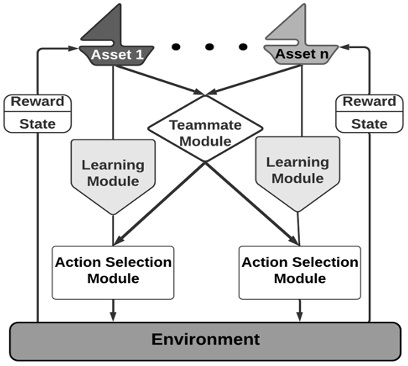 Asset 1
Asset n
Reward
State
Reward
State
Teammate
Module
Learning
Module
Learning
Module
Action Selection
Module
Action Selection
Module
Environment